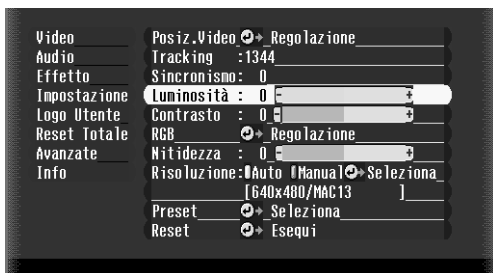 Video
Audio
Effetto
Impostazione
Logo Utente
Reset Totale
Avanzate
Info
Posiz.Video Regolazione
Tracking :1344
Sincronismo: 0
Luminosità : 0 - +
Contrasto : 0 - +
RGB Regolazione
Nitidezza : 0 - +
Risoluzione: Auto Manual Seleziona
[640x480/MAC13 ]
Preset Seleziona
Reset Esegui